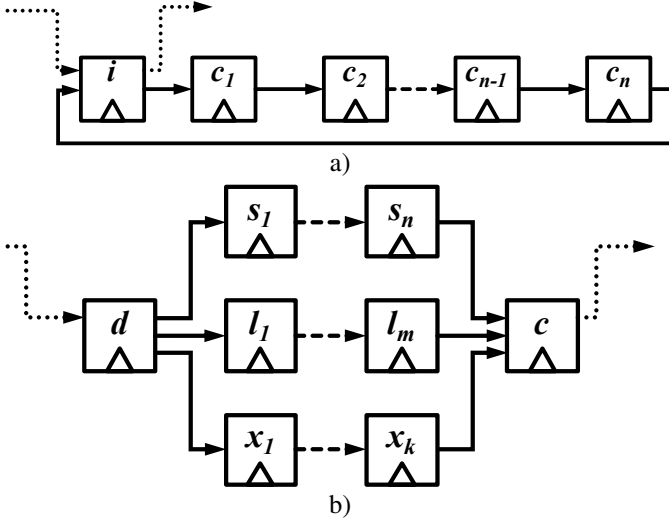 i c₁ c₂ cₙ₋₁ cₙ
a)
s₁ sₙ
d l₁ lₘ c
x₁ xₖ
b)